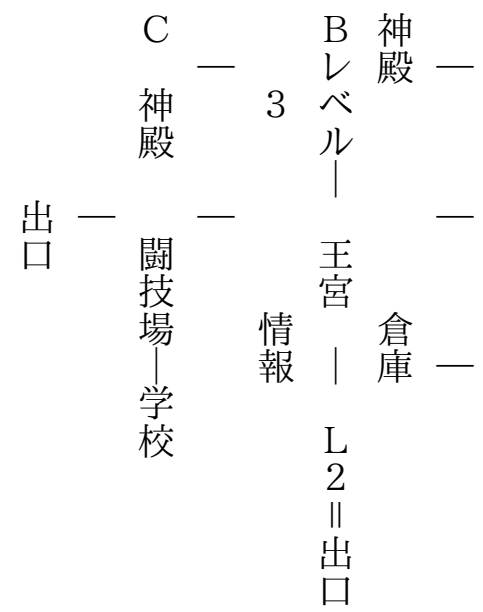 | | |
神殿 倉庫
Bレベル― 王宮 ― L2=出口
3 情報
| |
C 神殿 闘技場―学校
|
出口